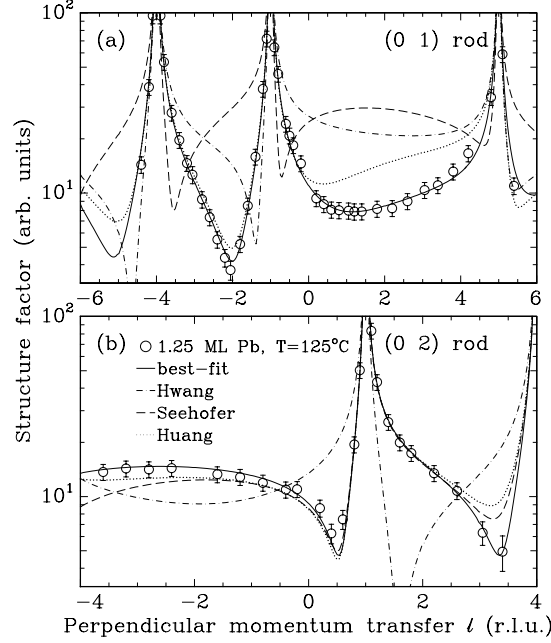 10²
(a)
(0 1) rod
10¹
−6 −4 −2 0 2 4 6
Structure factor (arb. units)
10²
(b)
(0 2) rod
1.25 ML Pb, T=125°C
best−fit
Hwang
Seehofer
Huang
10¹
−4 −2 0 2 4
Perpendicular momentum transfer l (r.l.u.)